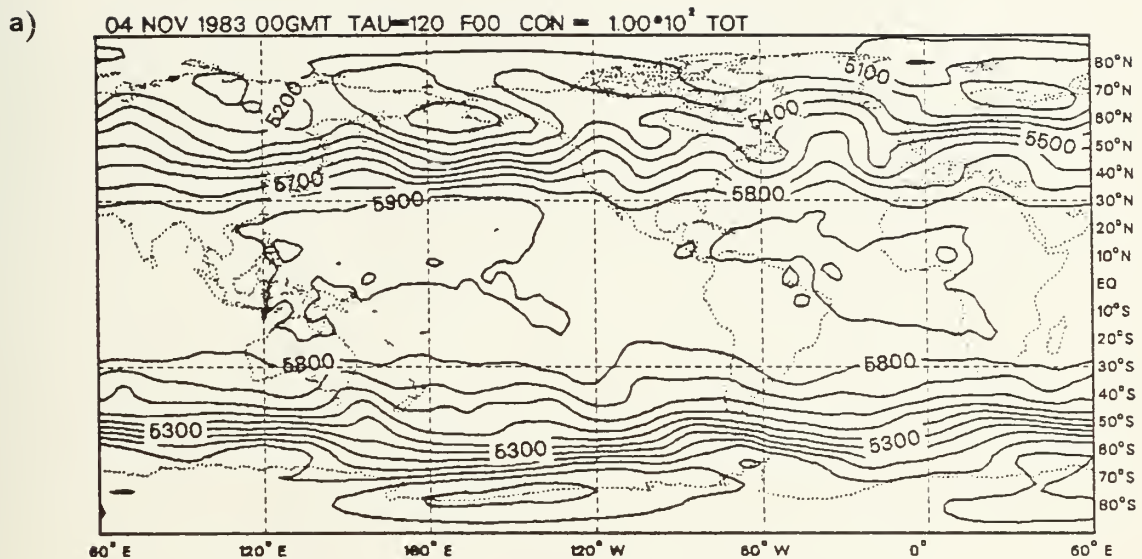 a)
04 NOV 1983 00GMT TAU=120 F00 CON = 1.00*10² TOT
80°N
5100
70°N
5200
5400
60°N
5500
50°N
5700
40°N
5800
5900
30°N
20°N
10°N
EQ
10°S
20°S
5800
5800
30°S
40°S
5300
5300
5300
50°S
60°S
70°S
80°S
60° E
120° E
180° E
120° W
60° W
0°
60° E